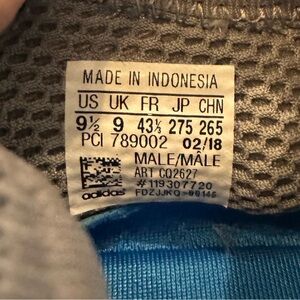 MADE IN INDONESIA
US UK FR JP CHN
9½ 9 43⅓ 275 265
PCI 789002 02/18
MALE/MÂLE
ART CQ2627
#119307720
adidas